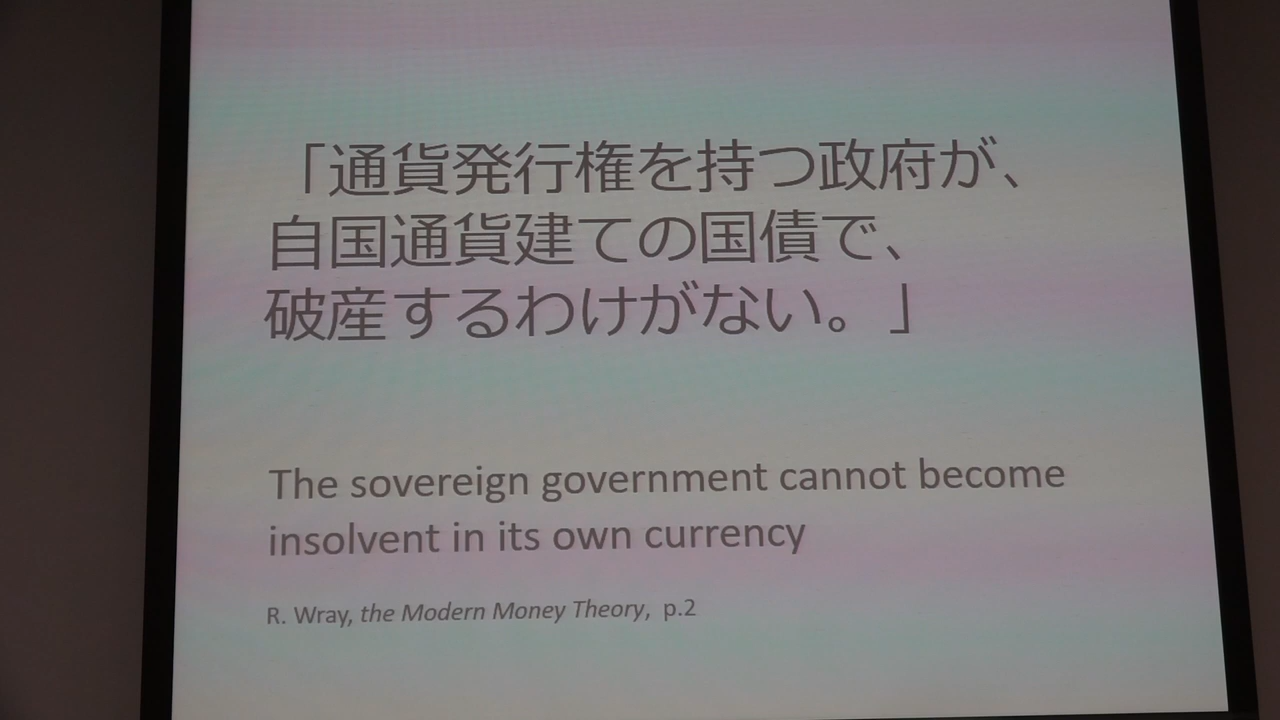 「通貨発行権を持つ政府が、
自国通貨建ての国債で、
破産するわけがない。」
The sovereign government cannot become
insolvent in its own currency
R. Wray, the Modern Money Theory, p.2